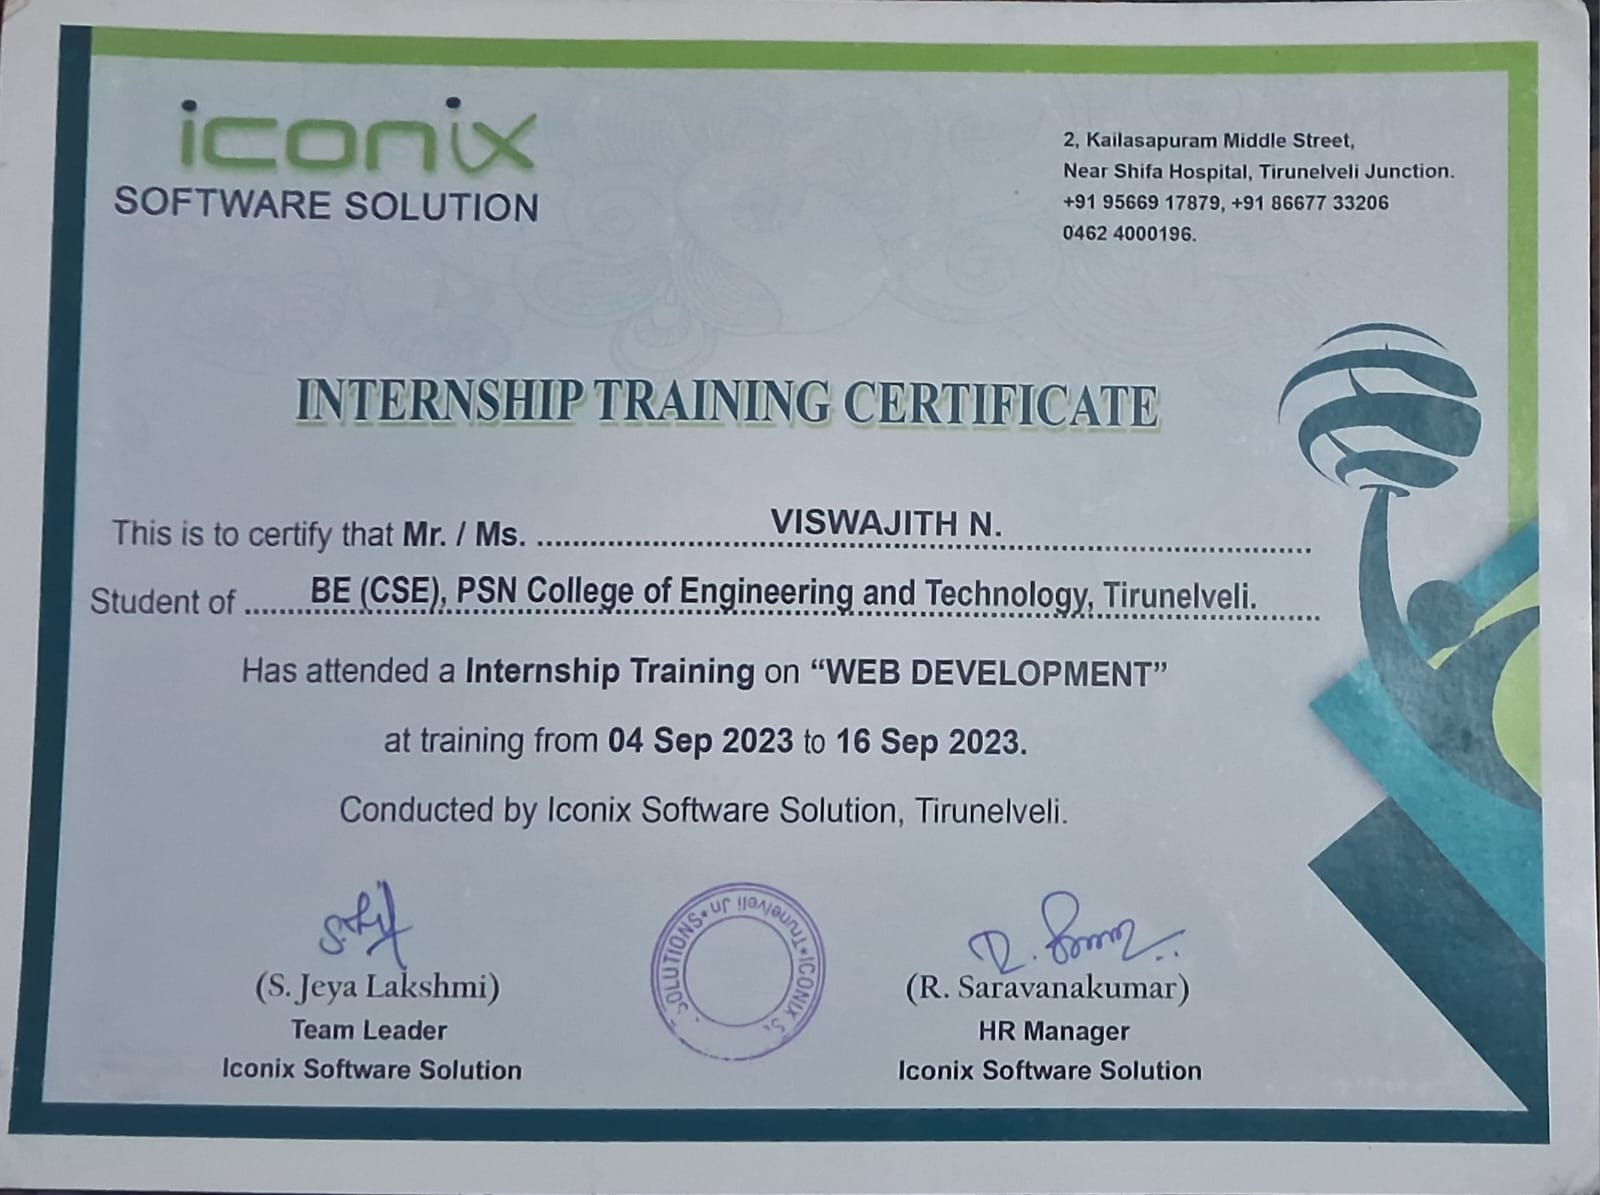 iconix
SOFTWARE SOLUTION
2, Kailasapuram Middle Street,
Near Shifa Hospital, Tirunelveli Junction.
+91 95669 17879, +91 86677 33206
0462 4000196.
INTERNSHIP TRAINING CERTIFICATE
This is to certify that Mr. / Ms. VISWAJITH N.
Student of BE (CSE), PSN College of Engineering and Technology, Tirunelveli.
Has attended a Internship Training on “WEB DEVELOPMENT”
at training from 04 Sep 2023 to 16 Sep 2023.
Conducted by Iconix Software Solution, Tirunelveli.
(S. Jeya Lakshmi)
Team Leader
Iconix Software Solution
ICONIX S. SOLUTIONS
(R. Saravanakumar)
HR Manager
Iconix Software Solution